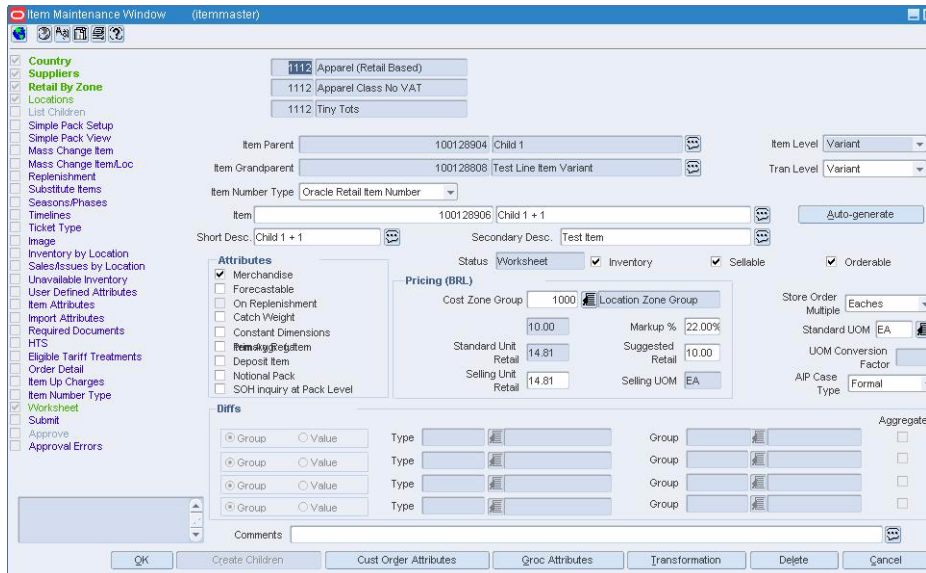 Item Maintenance Window (itemmaster)
Country
Suppliers
Retail By Zone
Locations
List Children
Simple Pack Setup
Simple Pack View
Mass Change Item
Mass Change Item/Loc
Replenishment
Substitute Items
Seasons/Phases
Timelines
Ticket Type
Image
Inventory by Location
Sales/Issues by Location
Unavailable Inventory
User Defined Attributes
Item Attributes
Import Attributes
Required Documents
HTS
Eligible Tariff Treatments
Order Detail
Item Up Charges
Item Number Type
Worksheet
Submit
Approve
Approval Errors
1112 Apparel (Retail Based)
1112 Apparel Class No VAT
1112 Tiny Tots
Item Parent 100128904 Child 1 Item Level Variant
Item Grandparent 100128808 Test Line Item Variant Tran Level Variant
Item Number Type Oracle Retail Item Number
Item 100128906 Child 1 + 1 Auto-generate
Short Desc. Child 1 + 1 Secondary Desc. Test Item
Status Worksheet Inventory Sellable Orderable
Attributes
Merchandise
Forecastable
On Replenishment
Catch Weight
Constant Dimensions
Deposit Item
Notional Pack
SOH inquiry at Pack Level
Pricing (BRL)
Cost Zone Group 1000 Location Zone Group
10.00 Markup % 22.00%
Standard Unit Retail 14.81 Suggested Retail 10.00
Selling Unit Retail 14.81 Selling UOM EA
Store Order Multiple Eaches
Standard UOM EA
UOM Conversion Factor
AIP Case Type Formal
Diffs
Aggregate
Group Value Type Group
Group Value Type Group
Group Value Type Group
Group Value Type Group
Comments
OK Create Children Cust Order Attributes Groc Attributes Transformation Delete Cancel